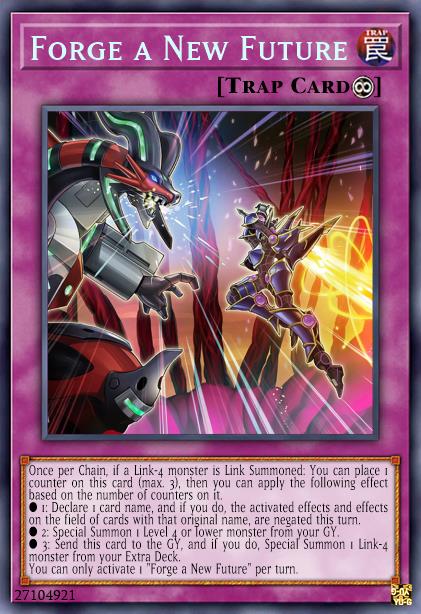 Forge a New Future
TRAP
罠
[Trap Card]
Once per Chain, if a Link-4 monster is Link Summoned: You can place 1
counter on this card (max. 3), then you can apply the following effect
based on the number of counters on it.
● 1: Declare 1 card name, and if you do, the activated effects and effects
on the field of cards with that original name, are negated this turn.
● 2: Special Summon 1 Level 4 or lower monster from your GY.
● 3: Send this card to the GY, and if you do, Special Summon 1 Link-4
monster from your Extra Deck.
You can only activate 1 "Forge a New Future" per turn.
27104921